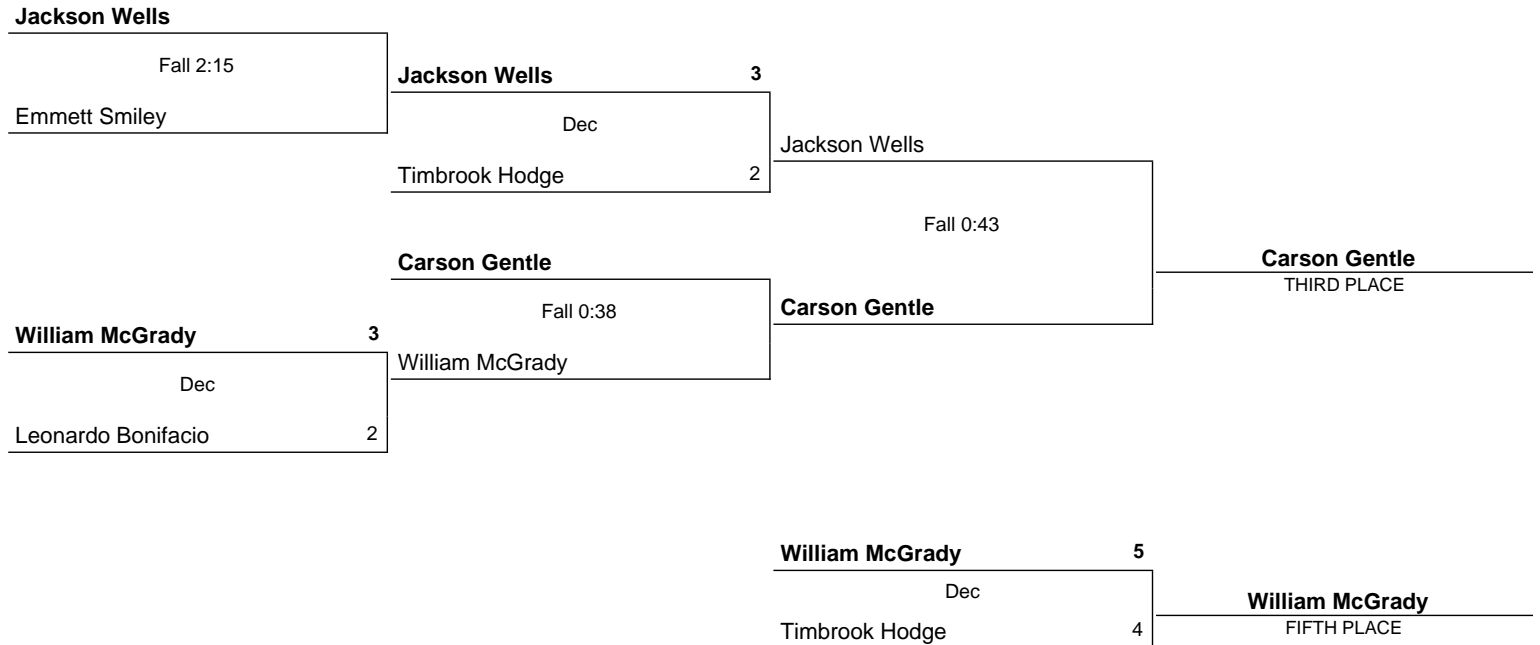 Jackson Wells
Fall 2:15
Emmett Smiley
Jackson Wells 3
Dec
Timbrook Hodge 2
Carson Gentle
Fall 0:38
William McGrady
William McGrady 3
Dec
Leonardo Bonifacio 2
Jackson Wells
Fall 0:43
Carson Gentle
Carson Gentle
THIRD PLACE
William McGrady 5
Dec
Timbrook Hodge 4
William McGrady
FIFTH PLACE